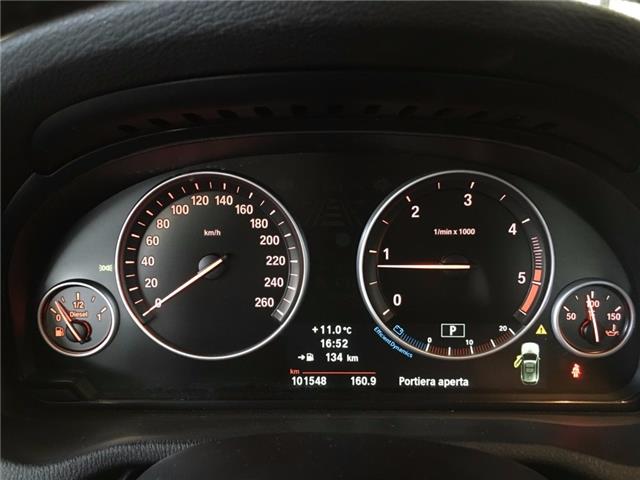 0 20 40 60 80 100 120 140 160 180 200 220 240 260
km/h
0 1/2 1
Diesel
0 1 2 3 4 5
1/min x 1000
50 100 150
EfficientDynamics
0 10 20
P
+11.0°C
16:52
134 km
km
101548 160.9
Portiera aperta